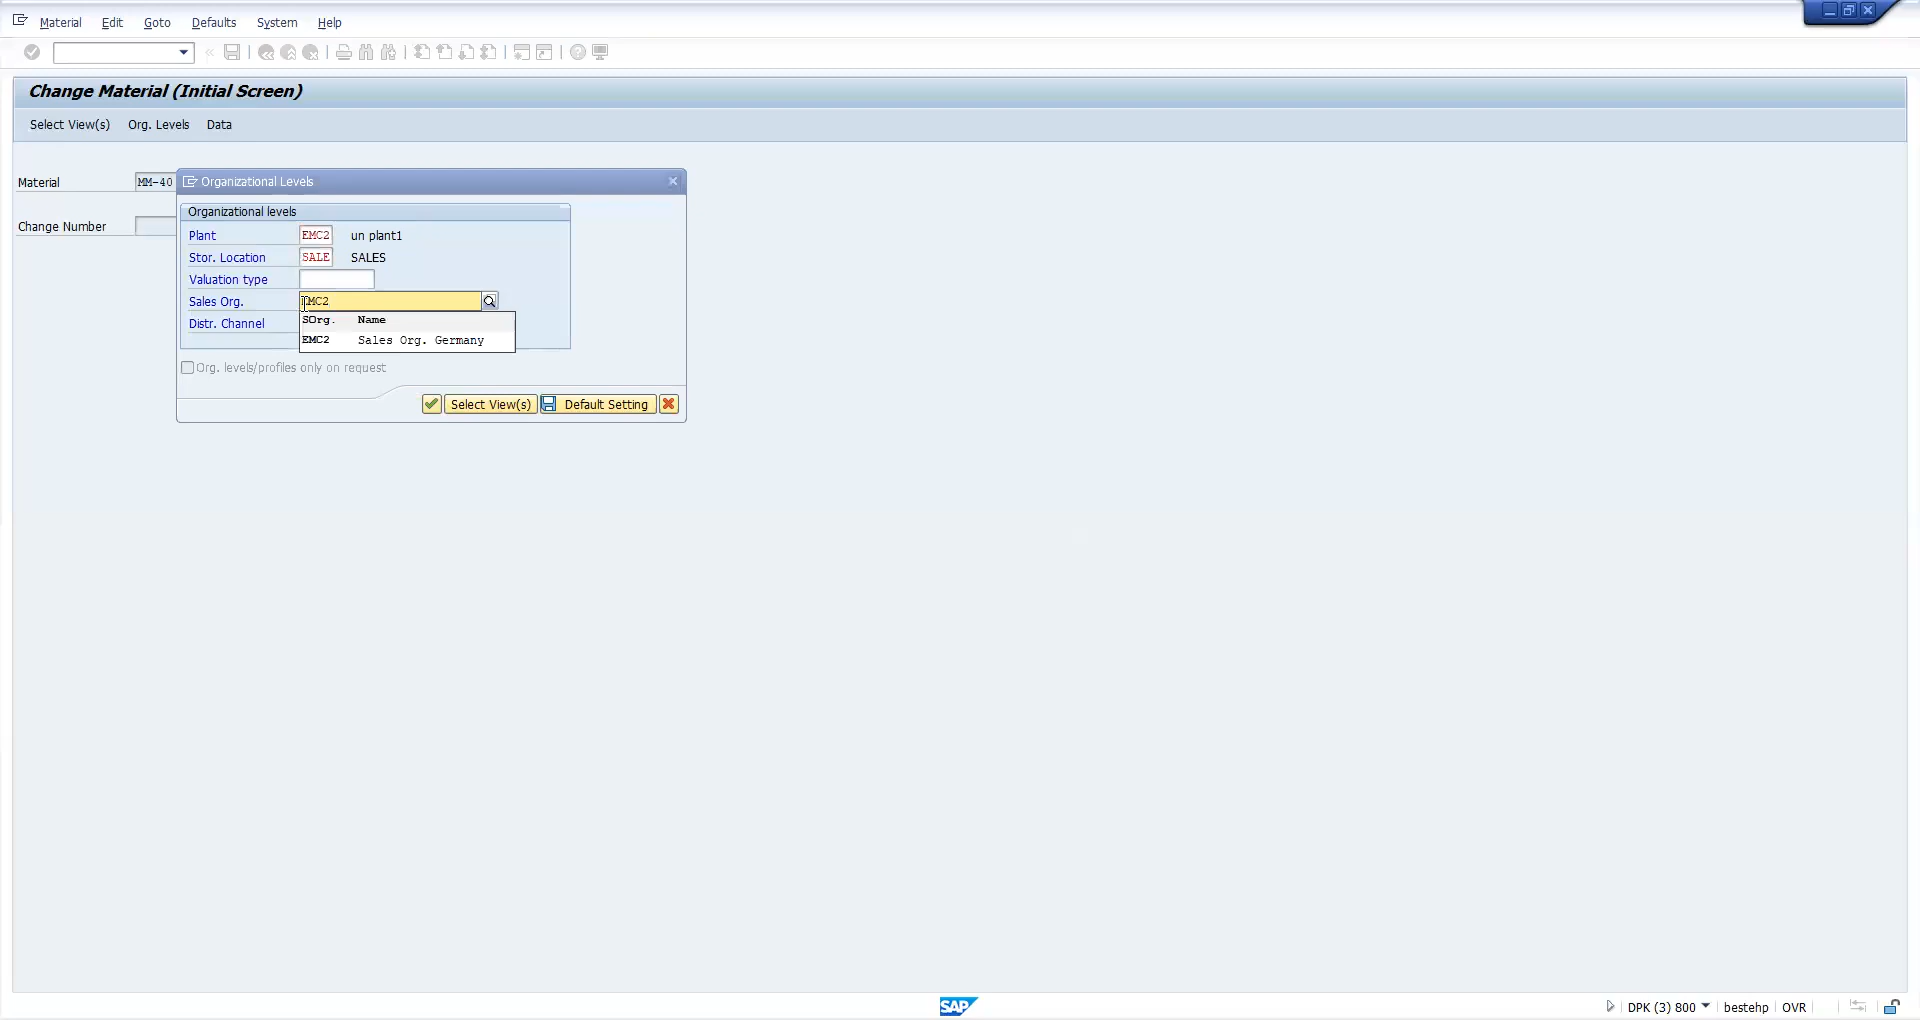 Material Edit Goto Defaults System Help
Change Material (Initial Screen)
Select View(s) Org. Levels Data
Material MM-40
Organizational Levels
Organizational levels
Change Number
Plant EMC2 un plant1
Stor. Location SALE SALES
Valuation type
Sales Org. EMC2
Distr. Channel
SOrg. Name
EMC2 Sales Org. Germany
Org. levels/profiles only on request
Select View(s) Default Setting
SAP DPK (3) 800 bestehp OVR